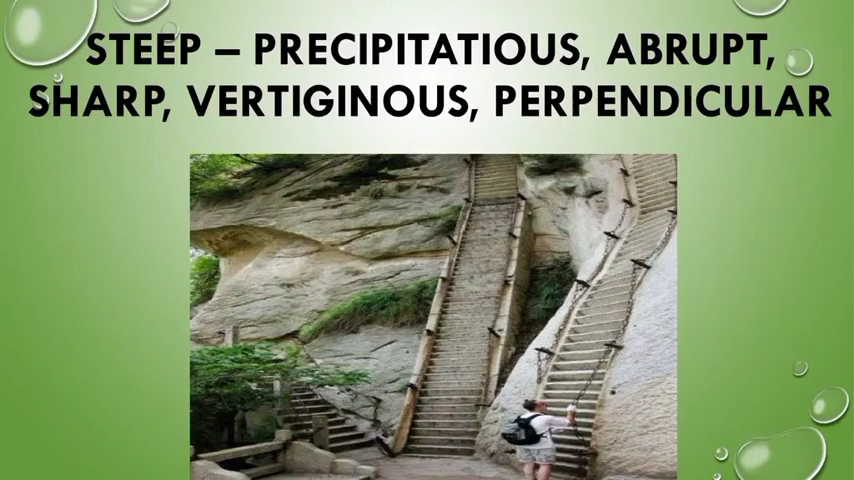 STEEP – PRECIPITATIOUS, ABRUPT,
SHARP, VERTIGINOUS, PERPENDICULAR